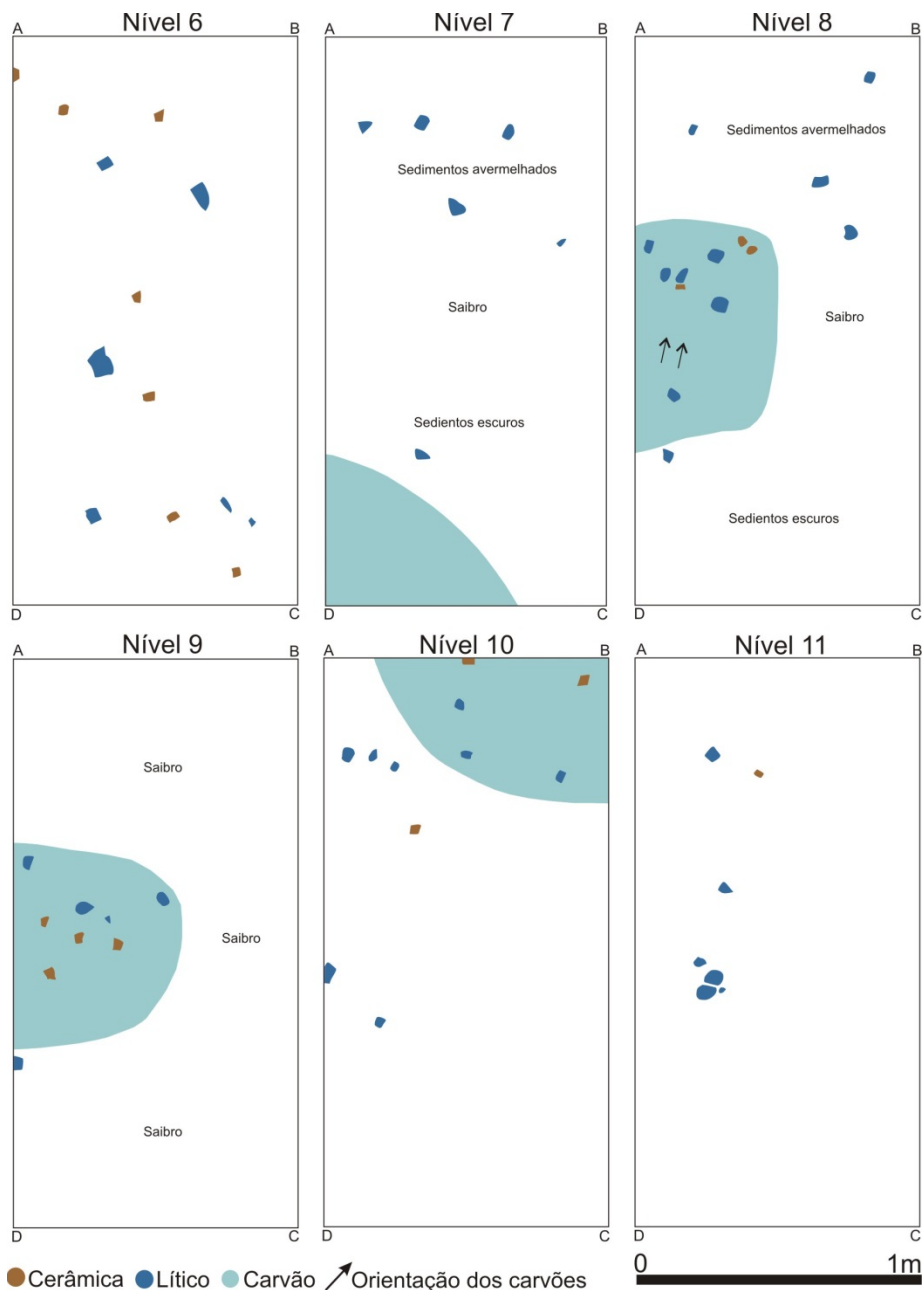 Nível 6
A
B
D
C
Nível 7
Sedimentos avermelhados
Saibro
Sedientos escuros
A
B
D
C
Nível 8
Sedimentos avermelhados
Saibro
Sedientos escuros
A
B
D
C
Nível 9
Saibro
Saibro
Saibro
A
B
D
C
Nível 10
A
B
D
C
Nível 11
A
B
D
C
Cerâmica
Lítico
Carvão
Orientação dos carvões
0
1m